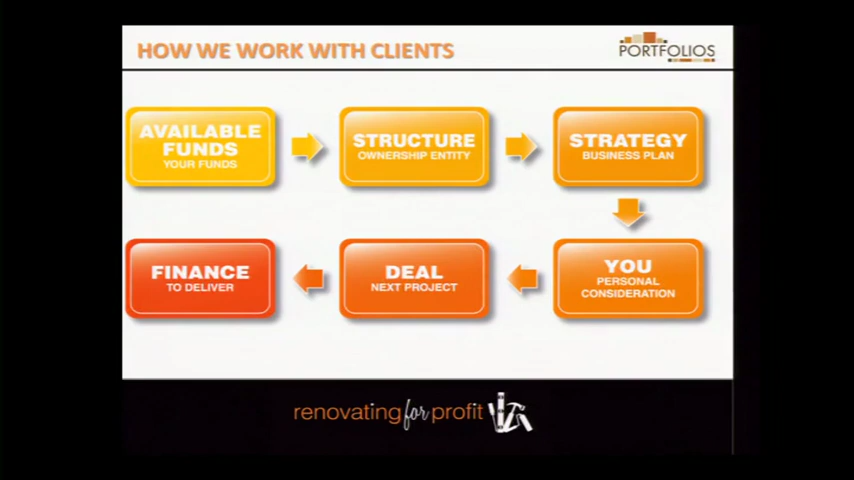 HOW WE WORK WITH CLIENTS
PORTFOLIOS
AVAILABLE
FUNDS
YOUR FUNDS
STRUCTURE
OWNERSHIP ENTITY
STRATEGY
BUSINESS PLAN
YOU
PERSONAL
CONSIDERATION
DEAL
NEXT PROJECT
FINANCE
TO DELIVER
renovating for profit